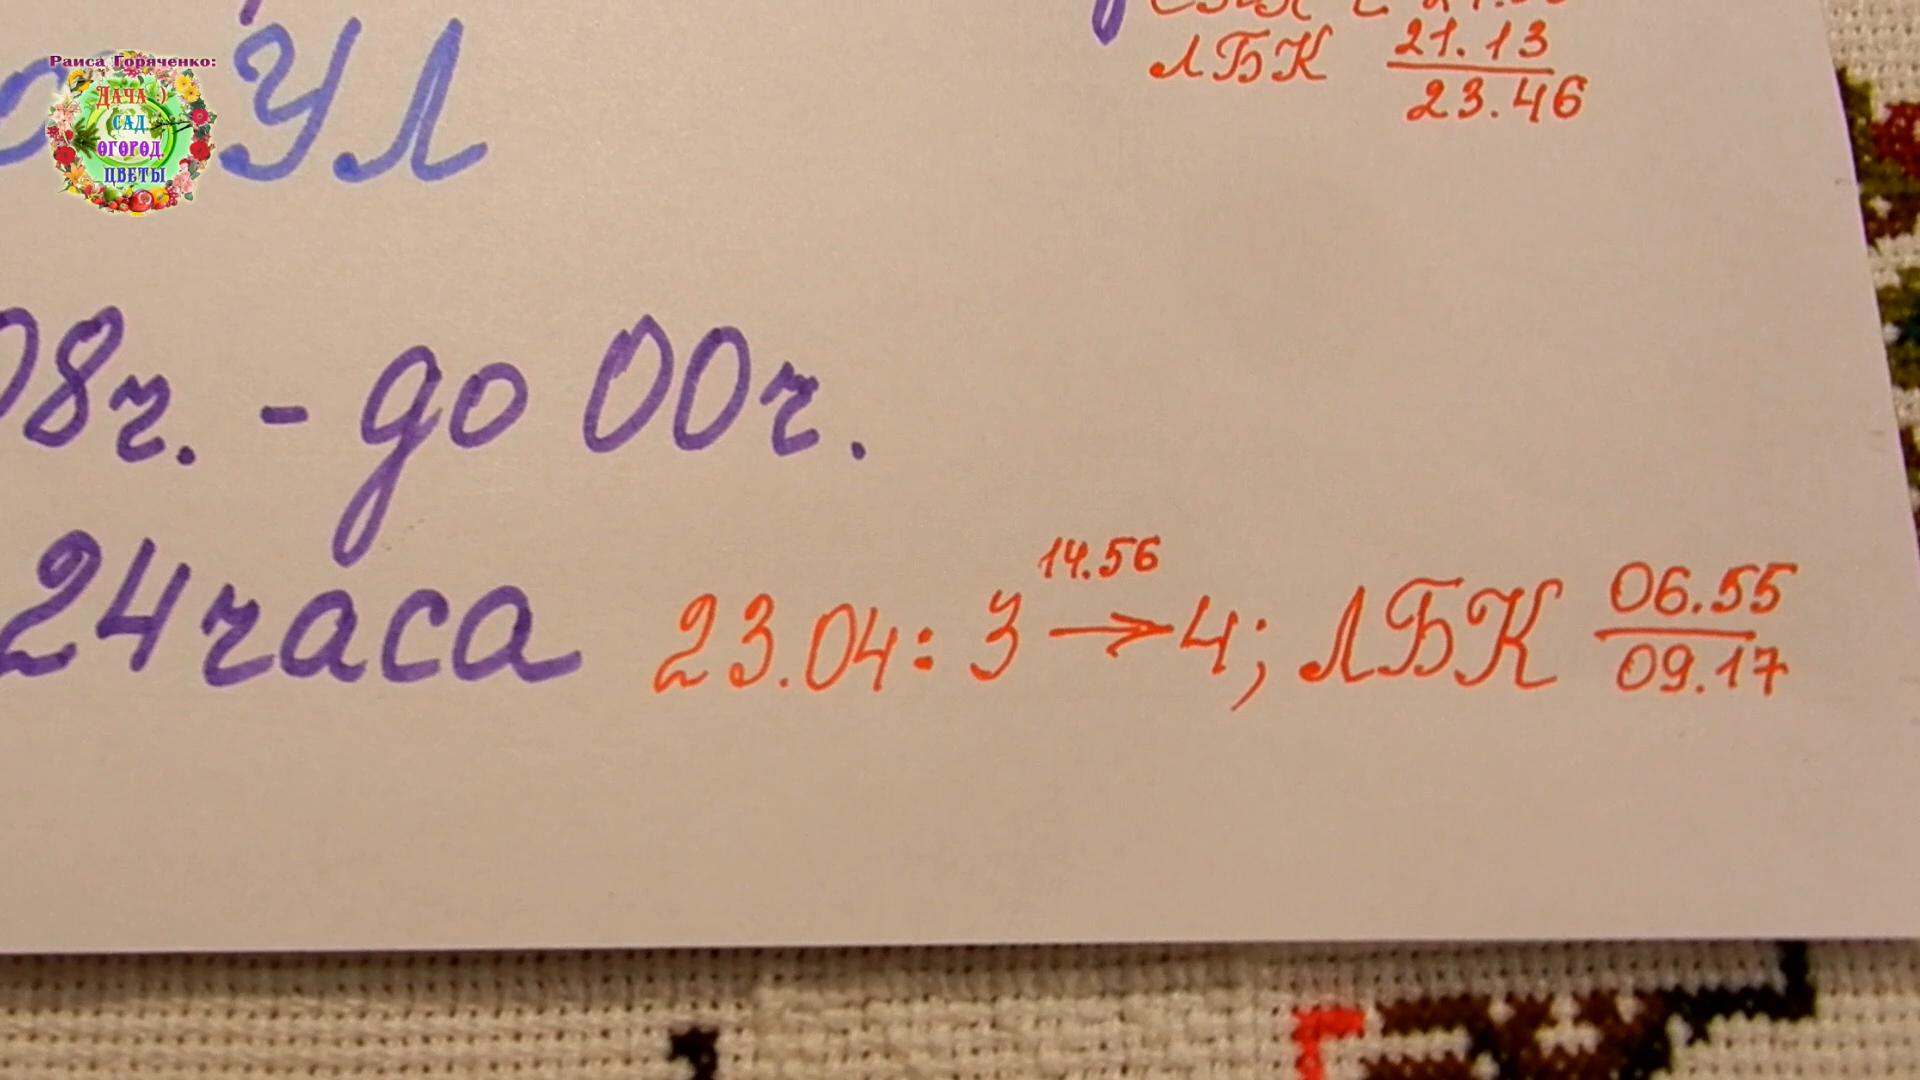 Раиса Горяченко:
Дача :)
САД.
ОГОРОД.
ЦВЕТЫ
УЛ
21.13
ЛБК
23.46
08ч. - до 00ч.
14.56
24часа 23.04: 3 → 4; ЛБК 06.55
09.17